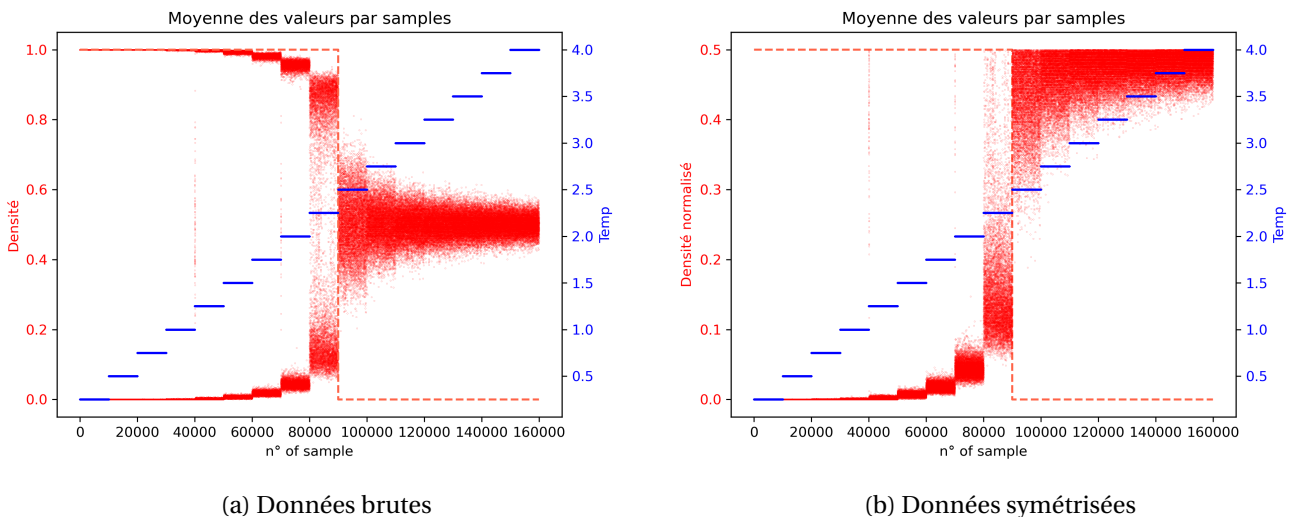 Moyenne des valeurs par samples
1.0
0.8
0.6
0.4
0.2
0.0
Densité
4.0
3.5
3.0
2.5
2.0
1.5
1.0
0.5
Temp
0 20000 40000 60000 80000 100000 120000 140000 160000
n° of sample
(a) Données brutes
Moyenne des valeurs par samples
0.5
0.4
0.3
0.2
0.1
0.0
Densité normalisé
4.0
3.5
3.0
2.5
2.0
1.5
1.0
0.5
Temp
0 20000 40000 60000 80000 100000 120000 140000 160000
n° of sample
(b) Données symétrisées